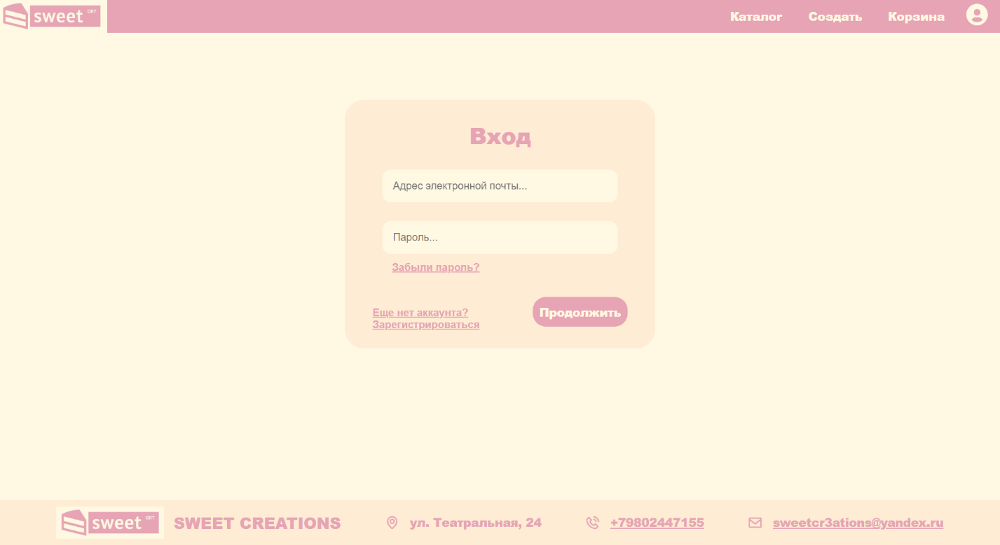 sweet CRT
Каталог
Создать
Корзина
Вход
Адрес электронной почты...
Пароль...
Забыли пароль?
Еще нет аккаунта?
Зарегистрироваться
Продолжить
sweet CRT
SWEET CREATIONS
ул. Театральная, 24
+79802447155
sweetcr3ations@yandex.ru